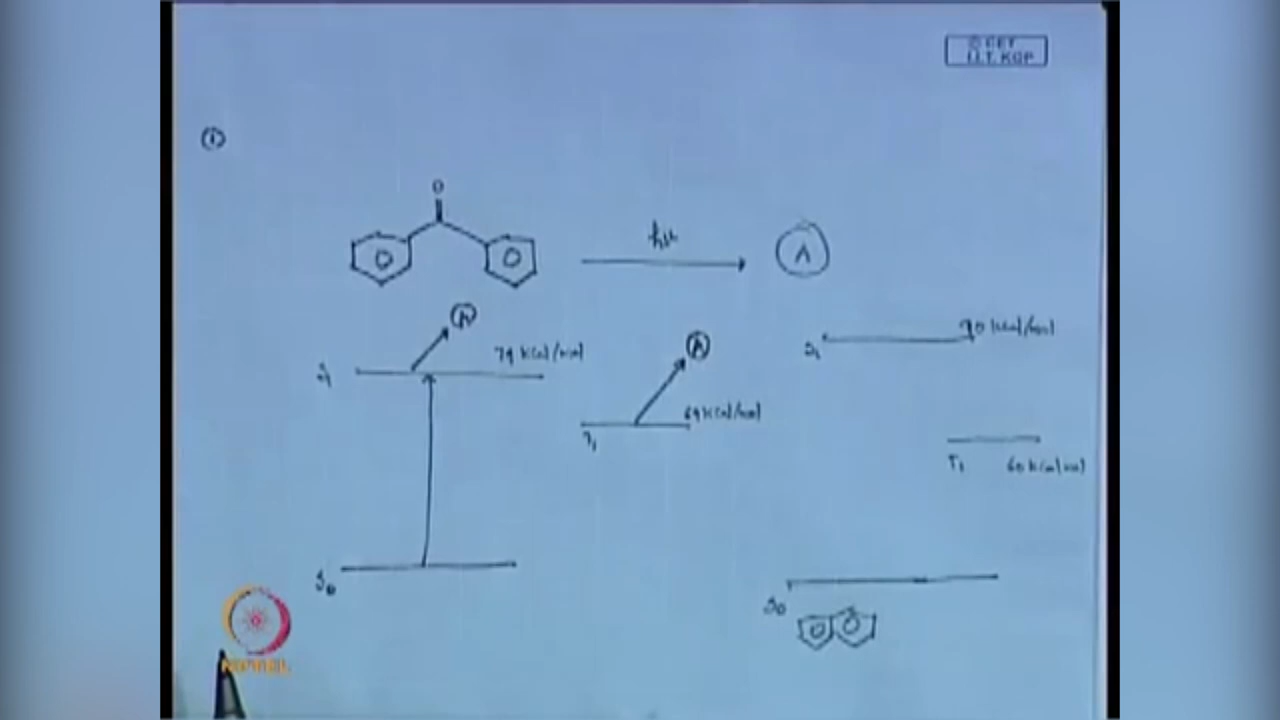 © CET
I.I.T. KGP
1
O
hν
A
A
74 kcal/mol
S1
A
69 kcal/mol
T1
90 kcal/mol
S1
T1 60 kcal/mol
S0
S0
NPTEL